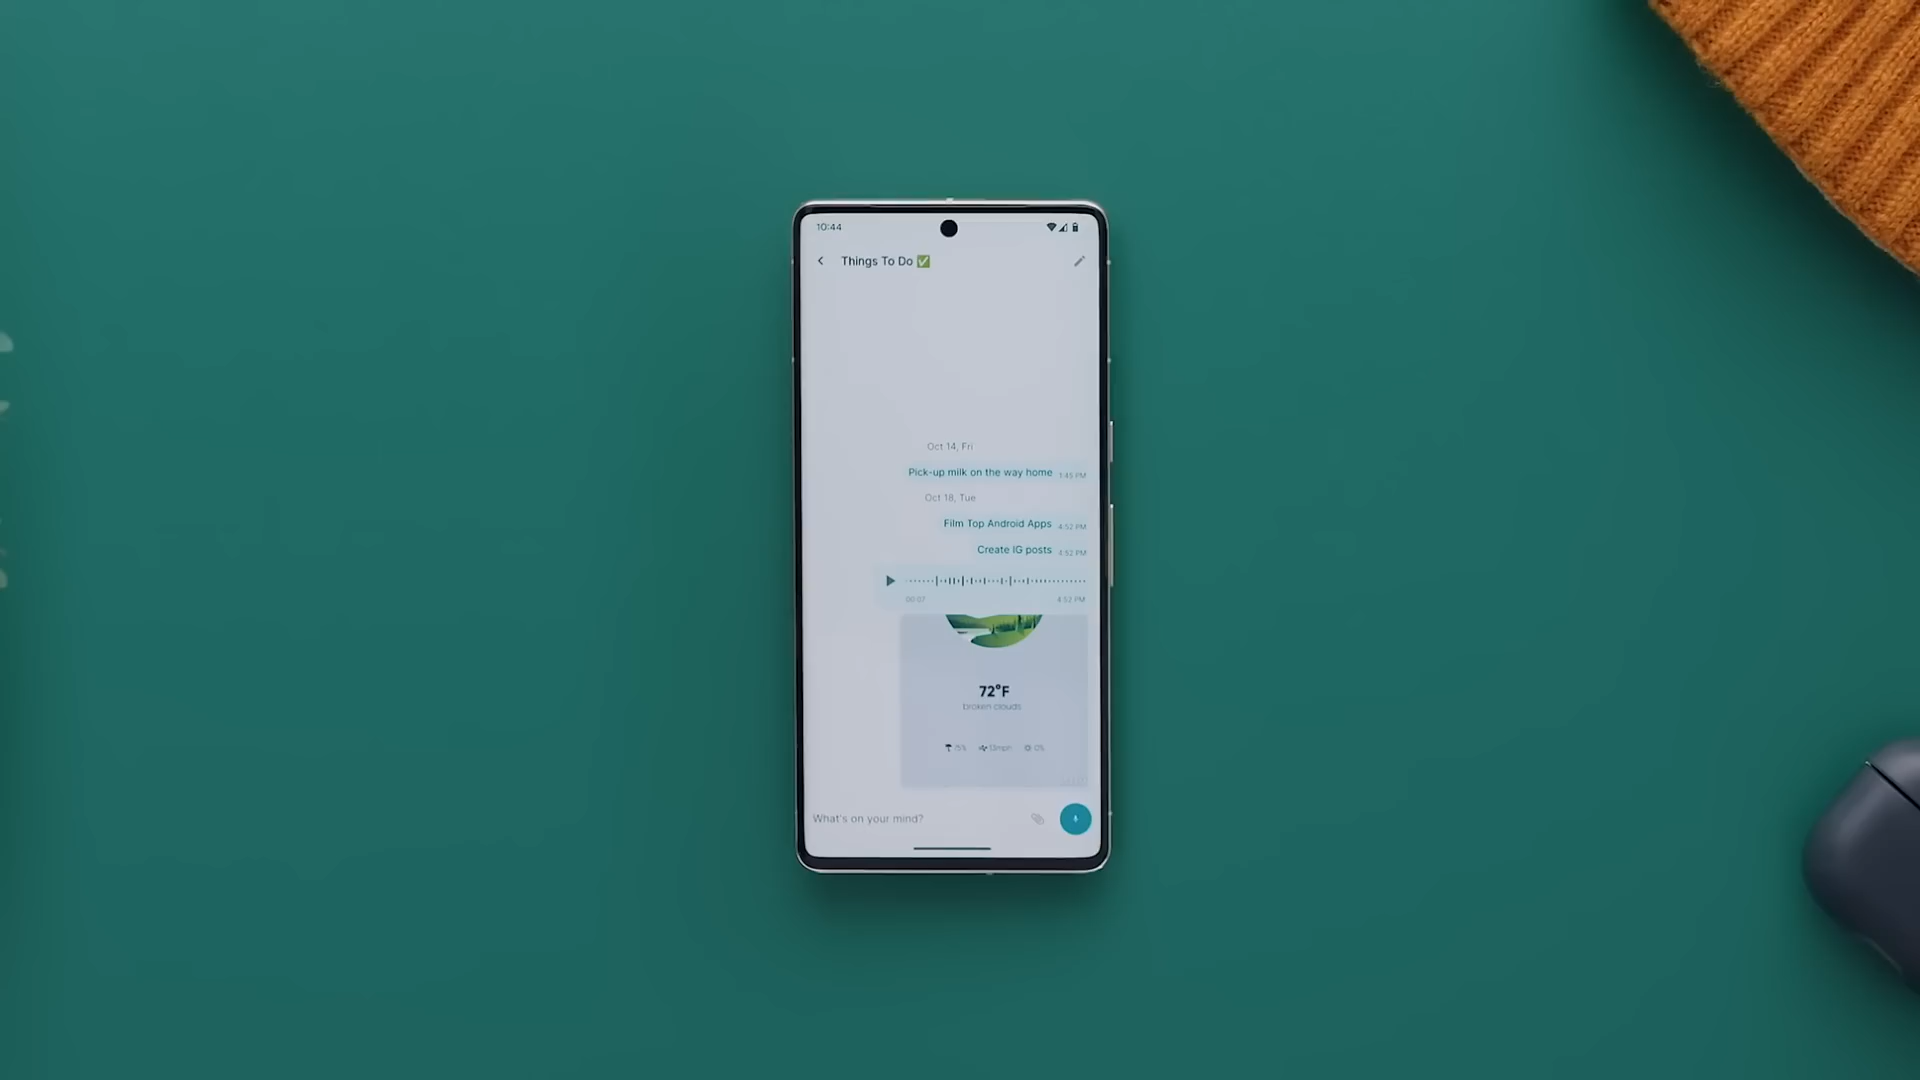 10:44
Things To Do ✅
Oct 14, Fri
Pick-up milk on the way home 1:45 PM
Oct 18, Tue
Film Top Android Apps 4:52 PM
Create IG posts 4:52 PM
00:07 4:52 PM
72°F
broken clouds
13mph 0%
What's on your mind?